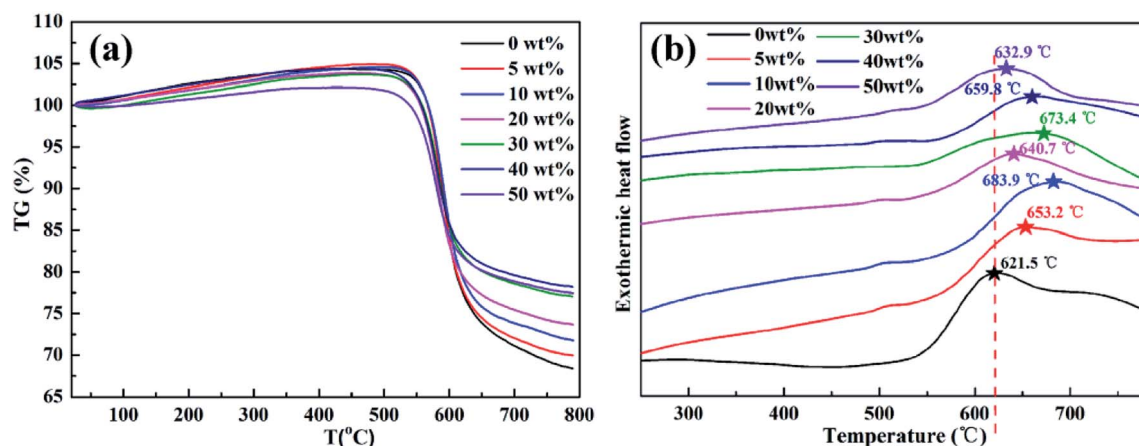 (a)
TG (%)
110
105
100
95
90
85
80
75
70
65
0 wt%
5 wt%
10 wt%
20 wt%
30 wt%
40 wt%
50 wt%
100 200 300 400 500 600 700 800
T(°C)
(b)
Exothermic heat flow
0wt%
5wt%
10wt%
20wt%
30wt%
40wt%
50wt%
632.9 ℃
659.8 ℃
673.4 ℃
640.7 ℃
683.9 ℃
653.2 ℃
621.5 ℃
300 400 500 600 700
Temperature (℃)